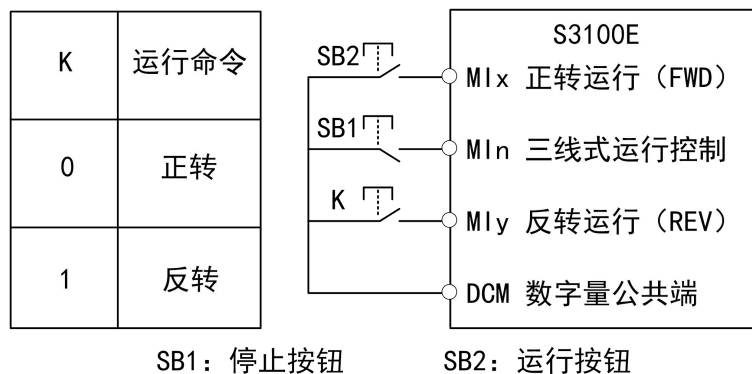 K 运行命令
0 正转
1 反转
S3100E
SB2 MIx 正转运行（FWD）
SB1 MIn 三线式运行控制
K MIy 反转运行（REV）
DCM 数字量公共端
SB1：停止按钮 SB2：运行按钮